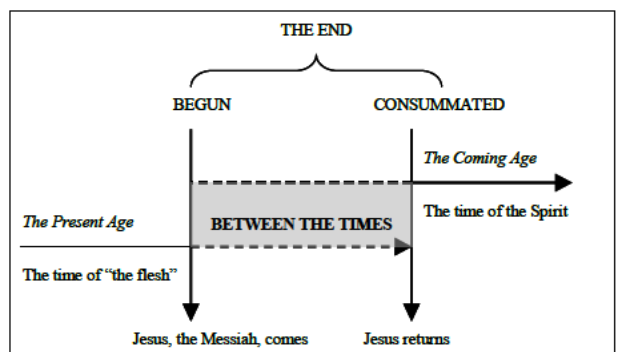 THE END
BEGUN
CONSUMMATED
The Coming Age
The time of the Spirit
The Present Age
BETWEEN THE TIMES
The time of “the flesh”
Jesus, the Messiah, comes
Jesus returns